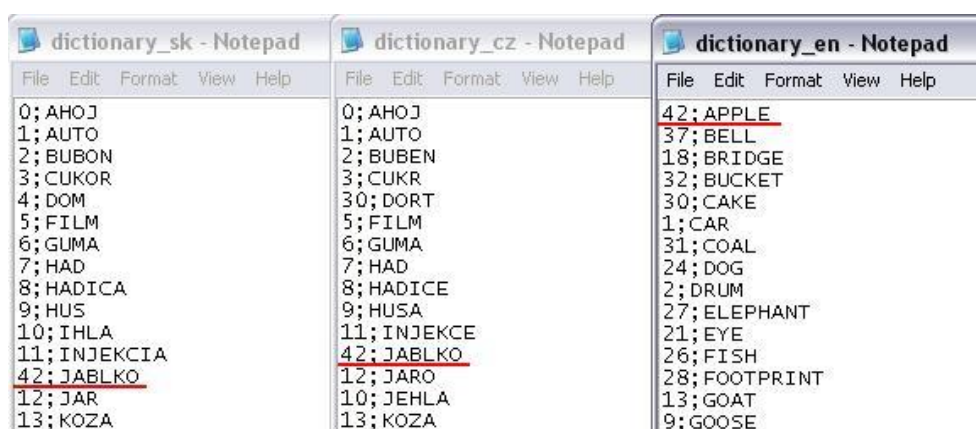 dictionary_sk - Notepad
File Edit Format View Help
0;AHOJ
1;AUTO
2;BUBON
3;CUKOR
4;DOM
5;FILM
6;GUMA
7;HAD
8;HADICA
9;HUS
10;IHLA
11;INJEKCIA
42;JABLKO
12;JAR
13;KOZA
dictionary_cz - Notepad
File Edit Format View Help
0;AHOJ
1;AUTO
2;BUBEN
3;CUKR
30;DORT
5;FILM
6;GUMA
7;HAD
8;HADICE
9;HUSA
11;INJEKCE
42;JABLKO
12;JARO
10;JEHLA
13;KOZA
dictionary_en - Notepad
File Edit Format View Help
42;APPLE
37;BELL
18;BRIDGE
32;BUCKET
30;CAKE
1;CAR
31;COAL
24;DOG
2;DRUM
27;ELEPHANT
21;EYE
26;FISH
28;FOOTPRINT
13;GOAT
9;GOOSE